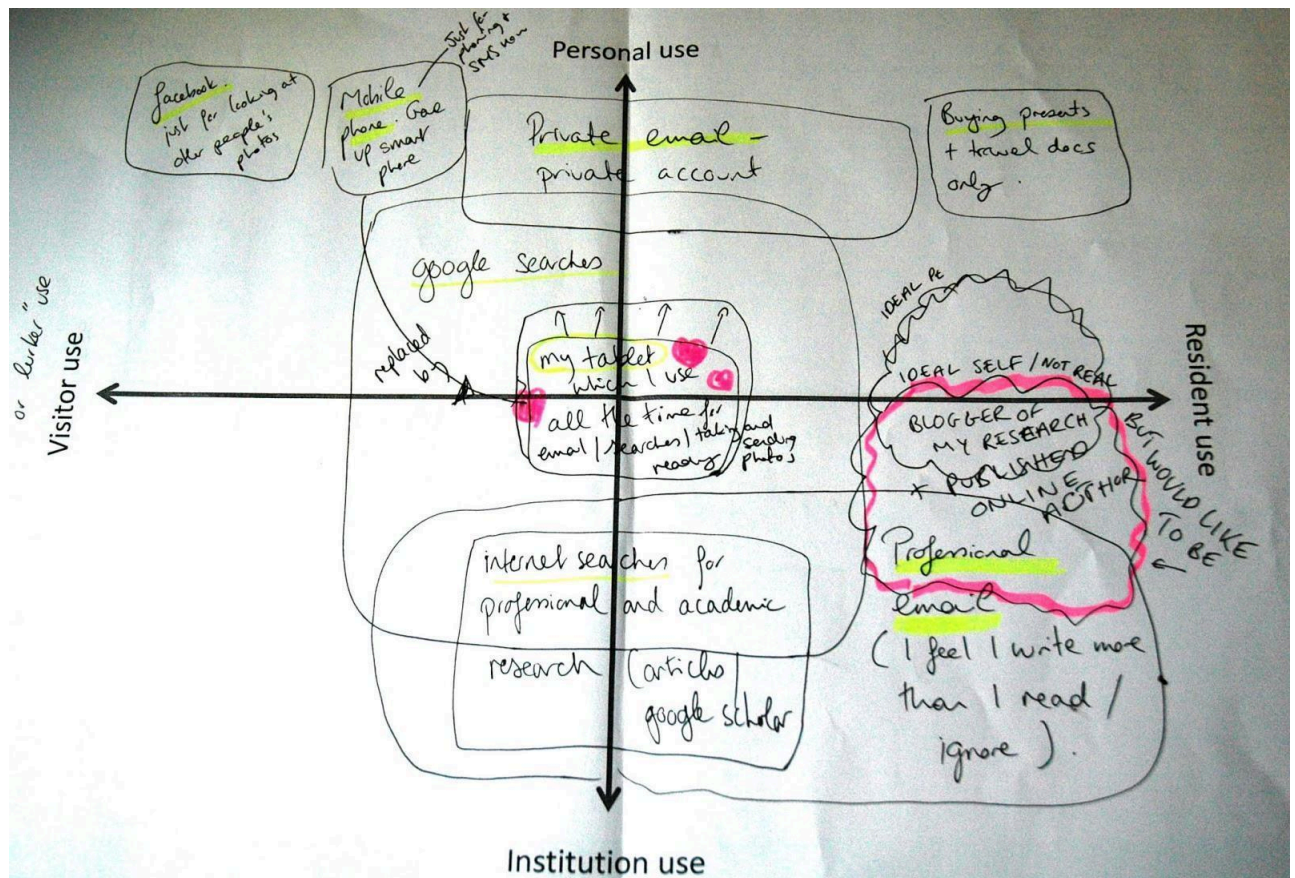 Personal use
Just for
phoning +
SMS now
facebook.
just for looking at
other people's
photos
Mobile
phone. Gave
up smart
phone
Private email -
private account
Buying presents
+ travel docs
only.
google searches
replaced
by
my tablet
which I use
all the time for
email / searches / taking and
sending
photos
reading
or "lurker" use
Visitor use
Resident use
IDEAL
IDEAL SELF / NOT REAL
BUT WOULD LIKE
TO BE
BLOGGER OF
MY RESEARCH
+ PUBLISHED
ONLINE
AUTHOR
internet searches for
professional and academic
research (articles /
google scholar
Professional
email
( I feel I write more
than I read /
ignore ).
Institution use